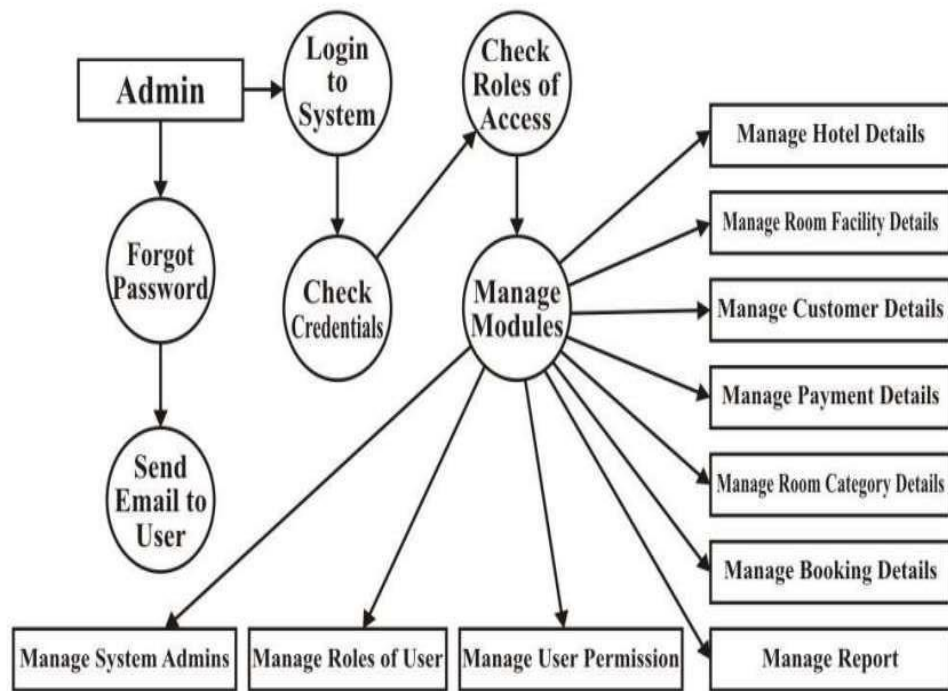 Admin
Login
to
System
Check
Roles of
Access
Manage Hotel Details
Forgot
Password
Check
Credentials
Manage
Modules
Manage Room Facility Details
Manage Customer Details
Manage Payment Details
Send
Email to
User
Manage Room Category Details
Manage Booking Details
Manage System Admins
Manage Roles of User
Manage User Permission
Manage Report